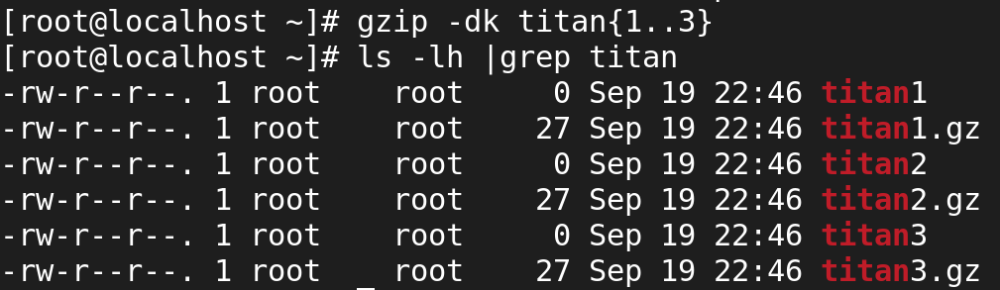 [root@localhost ~]# gzip -dk titan{1..3}
[root@localhost ~]# ls -lh |grep titan
-rw-r--r--. 1 root    root       0 Sep 19 22:46 titan1
-rw-r--r--. 1 root    root      27 Sep 19 22:46 titan1.gz
-rw-r--r--. 1 root    root       0 Sep 19 22:46 titan2
-rw-r--r--. 1 root    root      27 Sep 19 22:46 titan2.gz
-rw-r--r--. 1 root    root       0 Sep 19 22:46 titan3
-rw-r--r--. 1 root    root      27 Sep 19 22:46 titan3.gz